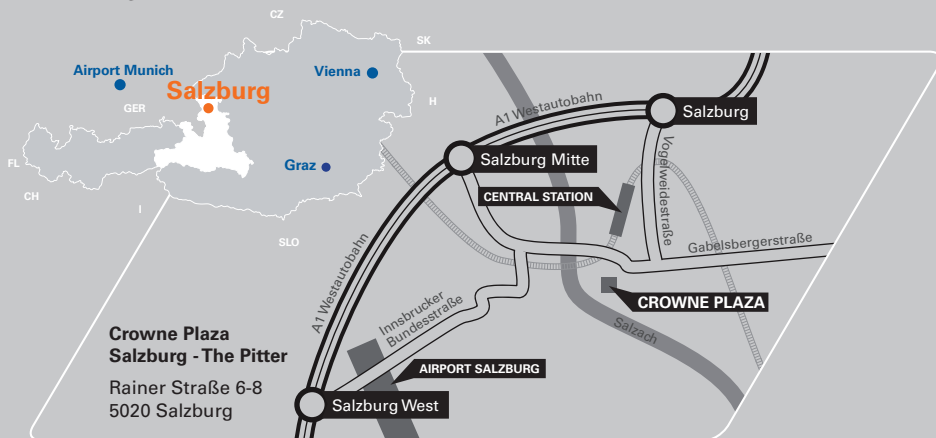 CZ
SK
Airport Munich
Vienna
Salzburg
GER
H
Graz
FL
CH
I
SLO
A1 Westautobahn
Salzburg
Salzburg Mitte
Vogelweidestraße
CENTRAL STATION
Gabelsbergerstraße
A1 Westautobahn
CROWNE PLAZA
Innsbrucker
Bundesstraße
Salzach
Crowne Plaza
Salzburg - The Pitter
Rainer Straße 6-8
5020 Salzburg
AIRPORT SALZBURG
Salzburg West